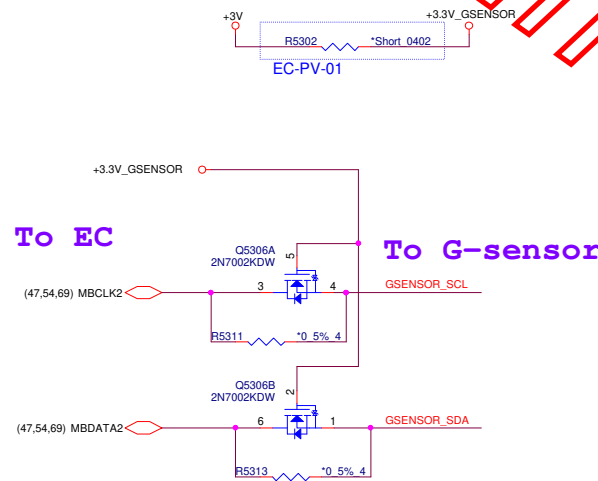 +3V
+3.3V_GSENSOR
R5302
*Short_0402
EC-PV-01
+3.3V_GSENSOR
To EC
To G-sensor
Q5306A
2N7002KDW
5
(47,54,69) MBCLK2
3
4
GSENSOR_SCL
R5311
*0_5%_4
Q5306B
2N7002KDW
2
(47,54,69) MBDATA2
6
1
GSENSOR_SDA
R5313
*0_5%_4